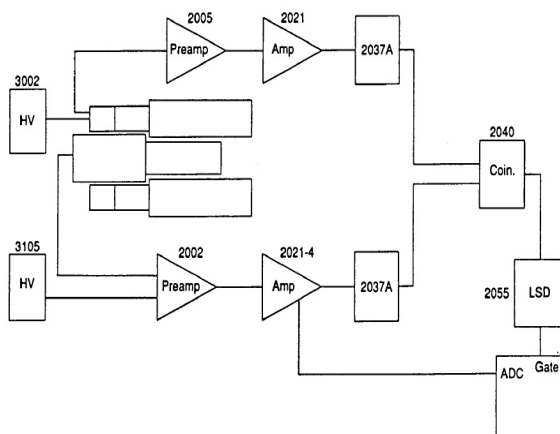 2005
Preamp
2021
Amp
2037A
3002
HV
2040
Coin.
3105
HV
2002
Preamp
2021-4
Amp
2037A
2055
LSD
ADC
Gate